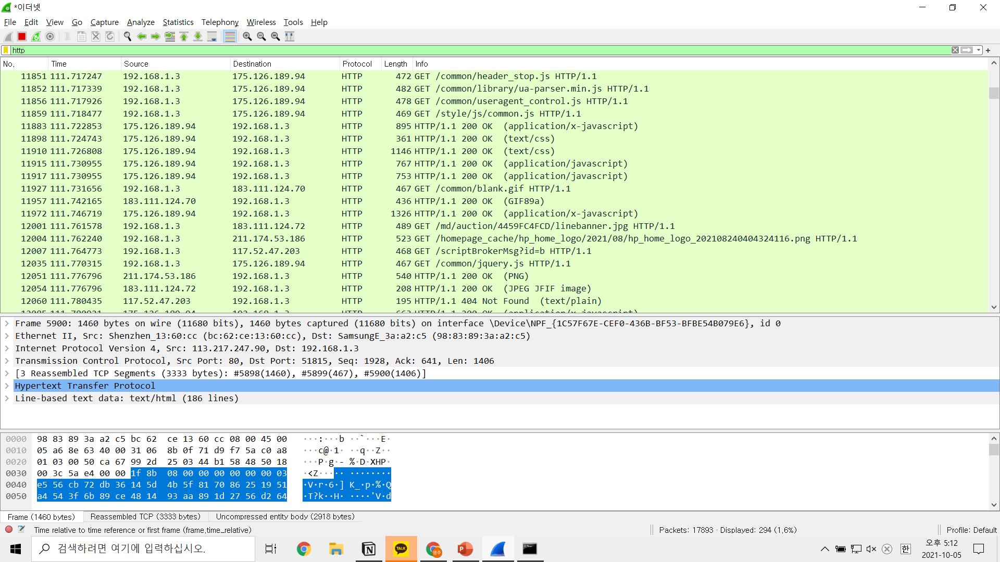 *이더넷
File Edit View Go Capture Analyze Statistics Telephony Wireless Tools Help
http
No. Time Source Destination Protocol Length Info
11851 111.717247 192.168.1.3 175.126.189.94 HTTP 472 GET /common/header_stop.js HTTP/1.1
11852 111.717339 192.168.1.3 175.126.189.94 HTTP 482 GET /common/library/ua-parser.min.js HTTP/1.1
11856 111.717926 192.168.1.3 175.126.189.94 HTTP 478 GET /common/useragent_control.js HTTP/1.1
11859 111.718477 192.168.1.3 175.126.189.94 HTTP 469 GET /style/js/common.js HTTP/1.1
11883 111.722853 175.126.189.94 192.168.1.3 HTTP 895 HTTP/1.1 200 OK (application/x-javascript)
11898 111.724743 175.126.189.94 192.168.1.3 HTTP 361 HTTP/1.1 200 OK (text/css)
11910 111.726808 175.126.189.94 192.168.1.3 HTTP 1146 HTTP/1.1 200 OK (text/css)
11915 111.730955 175.126.189.94 192.168.1.3 HTTP 767 HTTP/1.1 200 OK (application/javascript)
11917 111.730955 175.126.189.94 192.168.1.3 HTTP 753 HTTP/1.1 200 OK (application/javascript)
11927 111.731656 192.168.1.3 183.111.124.70 HTTP 467 GET /common/blank.gif HTTP/1.1
11957 111.742165 183.111.124.70 192.168.1.3 HTTP 436 HTTP/1.1 200 OK (GIF89a)
11972 111.746719 175.126.189.94 192.168.1.3 HTTP 1326 HTTP/1.1 200 OK (application/x-javascript)
12001 111.761578 192.168.1.3 183.111.124.72 HTTP 489 GET /md/auction/4459FC4FCD/linebanner.jpg HTTP/1.1
12004 111.762240 192.168.1.3 211.174.53.186 HTTP 523 GET /homepage_cache/hp_home_logo/2021/08/hp_home_logo_202108240404324116.png HTTP/1.1
12007 111.764773 192.168.1.3 117.52.47.203 HTTP 468 GET /scriptBrokerMsg?id=b HTTP/1.1
12035 111.770315 192.168.1.3 175.126.189.94 HTTP 467 GET /common/jquery.js HTTP/1.1
12051 111.776796 211.174.53.186 192.168.1.3 HTTP 540 HTTP/1.1 200 OK (PNG)
12054 111.776796 183.111.124.72 192.168.1.3 HTTP 208 HTTP/1.1 200 OK (JPEG JFIF image)
12060 111.780435 117.52.47.203 192.168.1.3 HTTP 195 HTTP/1.1 404 Not Found (text/plain)
Frame 5900: 1460 bytes on wire (11680 bits), 1460 bytes captured (11680 bits) on interface \Device\NPF_{1C57F67E-CEF0-436B-BF53-BFBE54B079E6}, id 0
Ethernet II, Src: Shenzhen_13:60:cc (bc:62:ce:13:60:cc), Dst: SamsungE_3a:a2:c5 (98:83:89:3a:a2:c5)
Internet Protocol Version 4, Src: 113.217.247.90, Dst: 192.168.1.3
Transmission Control Protocol, Src Port: 80, Dst Port: 51815, Seq: 1928, Ack: 641, Len: 1406
[3 Reassembled TCP Segments (3333 bytes): #5898(1460), #5899(467), #5900(1406)]
Hypertext Transfer Protocol
Line-based text data: text/html (186 lines)
0000 98 83 89 3a a2 c5 bc 62 ce 13 60 cc 08 00 45 00 ···:···b ··`···E·
0010 05 a6 8e 63 40 00 31 06 8b 0f 71 d9 f7 5a c0 a8 ···c@·1· ··q··Z··
0020 01 03 00 50 ca 67 99 2d 25 03 44 b1 58 48 50 18 ···P·g·- %·D·XHP·
0030 00 3c 5a e4 00 00 1f 8b 08 00 00 00 00 00 00 03 ·<Z····· ········
0040 e5 56 cb 72 db 36 14 5d 4b 5f 81 70 86 25 19 51 ·V·r·6·] K_·p·%·Q
0050 a4 54 3f 6b 89 ce 48 14 93 aa 89 1d 27 56 d2 64 ·T?k··H· ····'V·d
Frame (1460 bytes) Reassembled TCP (3333 bytes) Uncompressed entity body (2918 bytes)
Time relative to time reference or first frame (frame.time_relative) Packets: 17893 · Displayed: 294 (1.6%) Profile: Default
검색하려면 여기에 입력하십시오. TALK 한 오후 5:12
2021-10-05